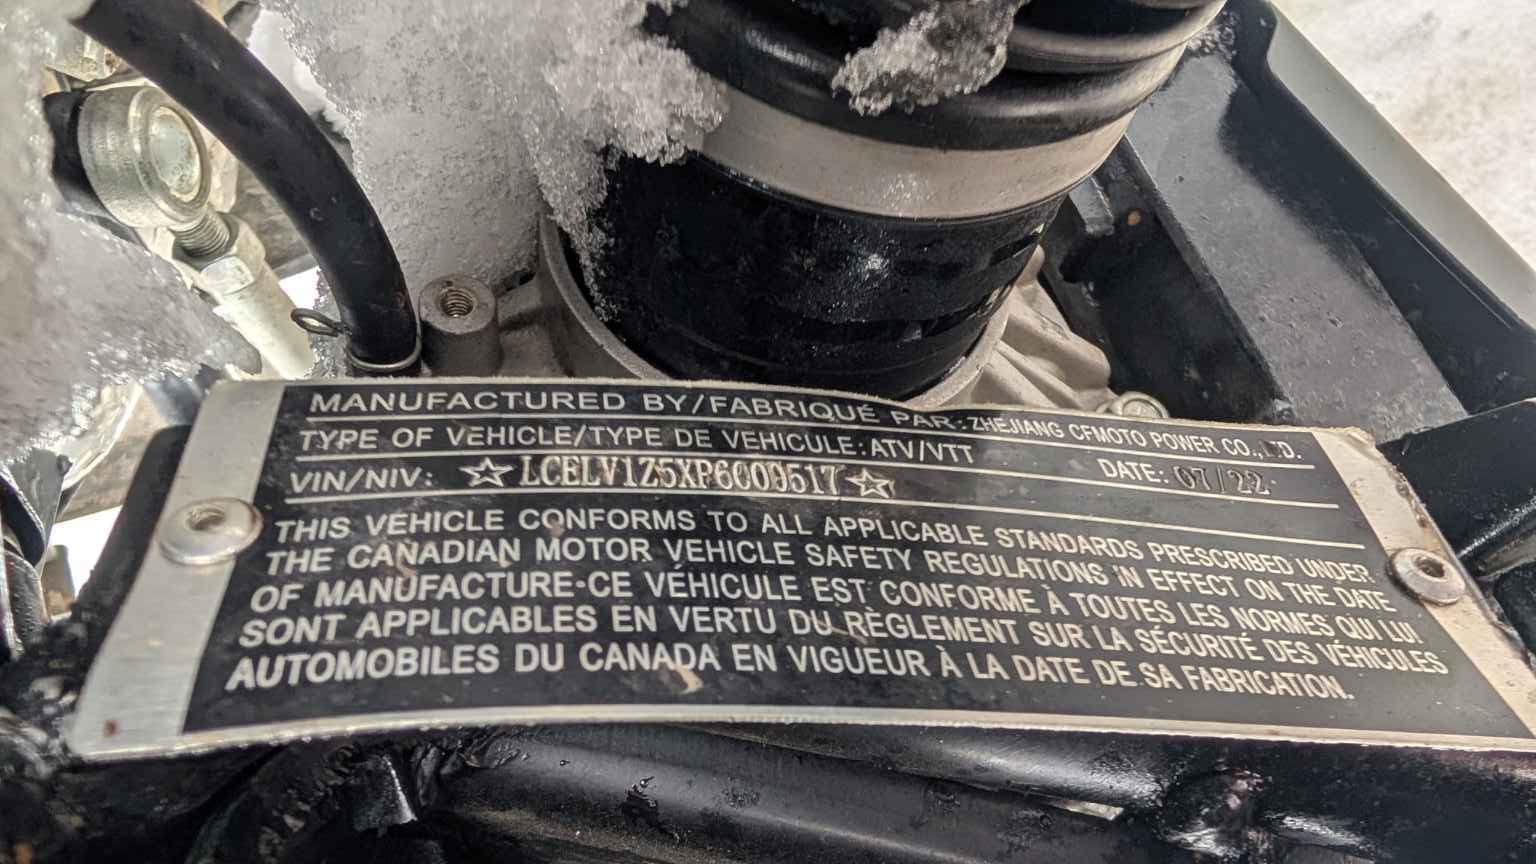 MANUFACTURED BY/FABRIQUÉ PAR: ZHEJIANG CFMOTO POWER CO.,
TYPE OF VEHICLE/TYPE DE VEHICULE: ATV/VTT
VIN/NIV: ☆LCELV1Z5XP6000517☆ DATE: 07/22
THIS VEHICLE CONFORMS TO ALL APPLICABLE STANDARDS PRESCRIBED UNDER
THE CANADIAN MOTOR VEHICLE SAFETY REGULATIONS IN EFFECT ON THE DATE
OF MANUFACTURE·CE VÉHICULE EST CONFORME À TOUTES LES NORMES QUI LUI
SONT APPLICABLES EN VERTU DU RÈGLEMENT SUR LA SÉCURITÉ DES VÉHICULES
AUTOMOBILES DU CANADA EN VIGUEUR À LA DATE DE SA FABRICATION.